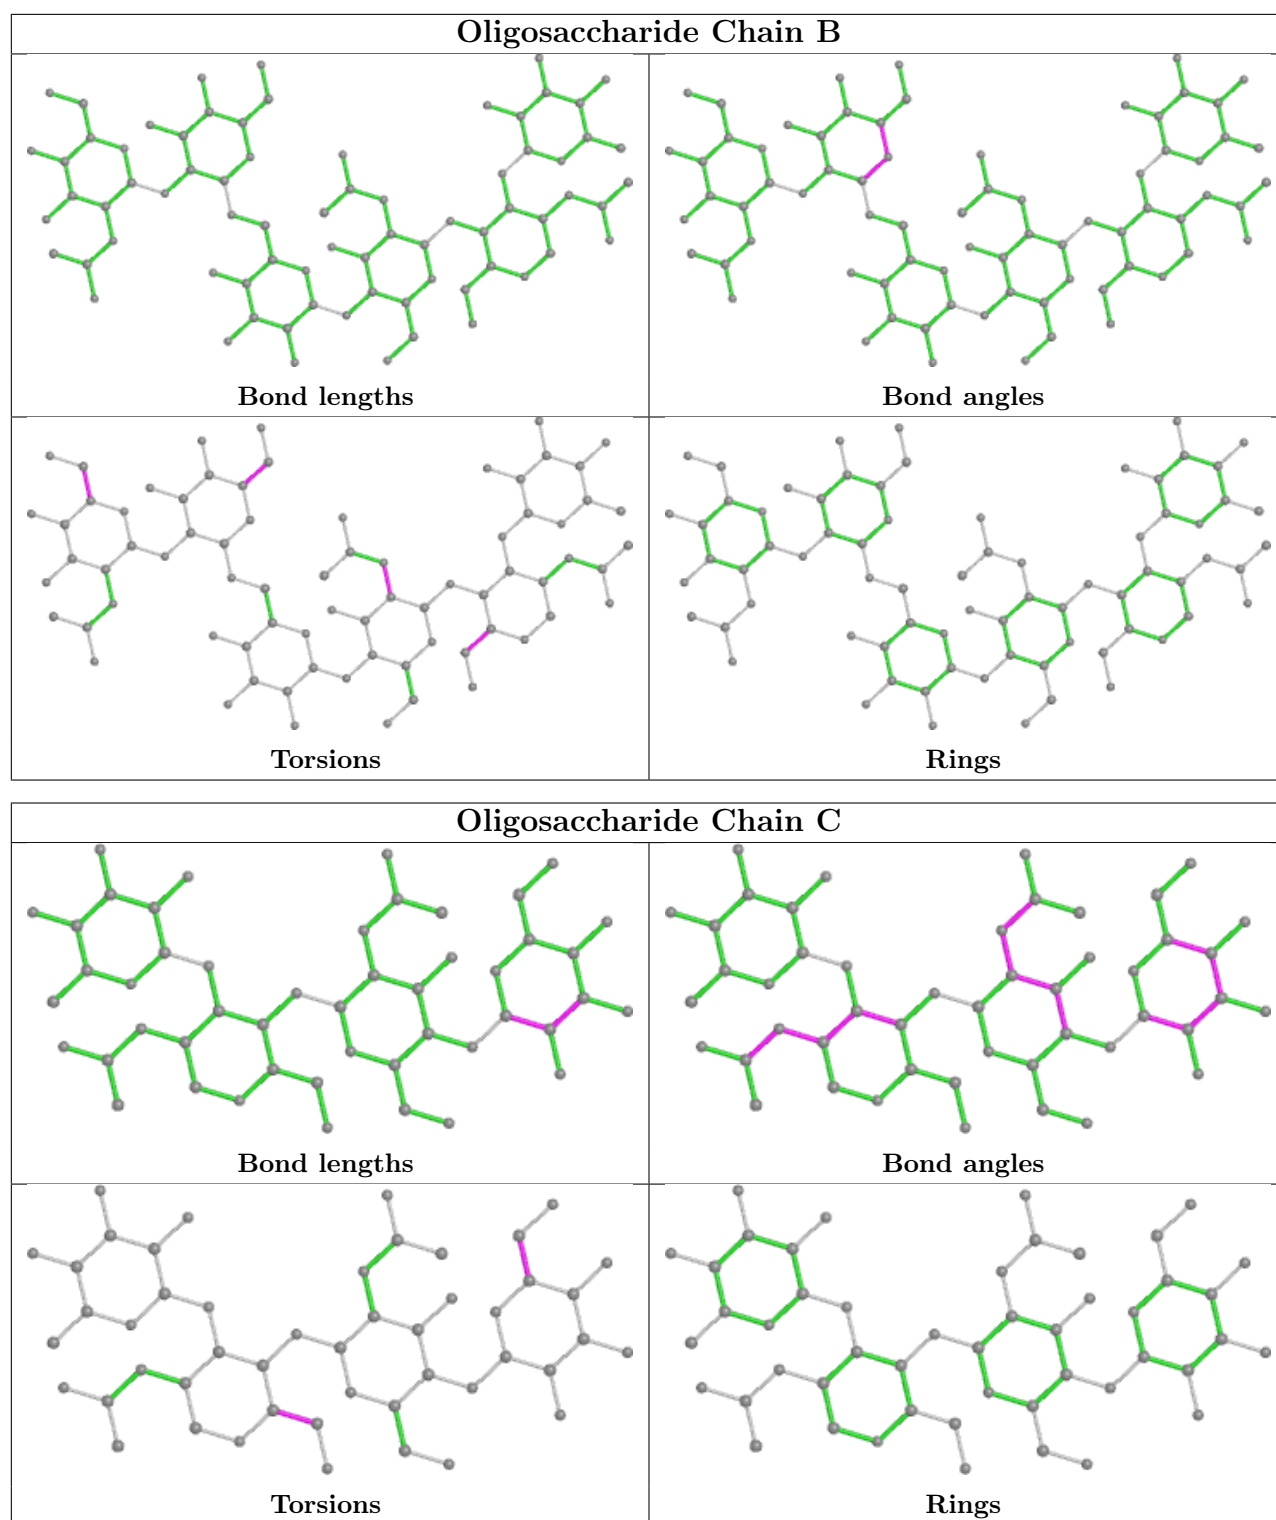 Oligosaccharide Chain B
Bond lengths
Bond angles
Torsions
Rings
Oligosaccharide Chain C
Bond lengths
Bond angles
Torsions
Rings